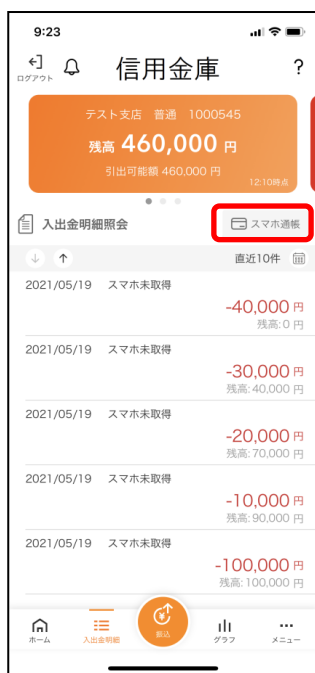 9:23
ログアウト
信用金庫
?
テスト支店 普通 1000545
残高 460,000 円
引出可能額 460,000 円
12:10時点
入出金明細照会
スマホ通帳
直近10件
2021/05/19 スマホ未取得
-40,000 円
残高: 0 円
2021/05/19 スマホ未取得
-30,000 円
残高: 40,000 円
2021/05/19 スマホ未取得
-20,000 円
残高: 70,000 円
2021/05/19 スマホ未取得
-10,000 円
残高: 90,000 円
2021/05/19 スマホ未取得
-100,000 円
残高: 100,000 円
ホーム 入出金明細 振込 グラフ メニュー